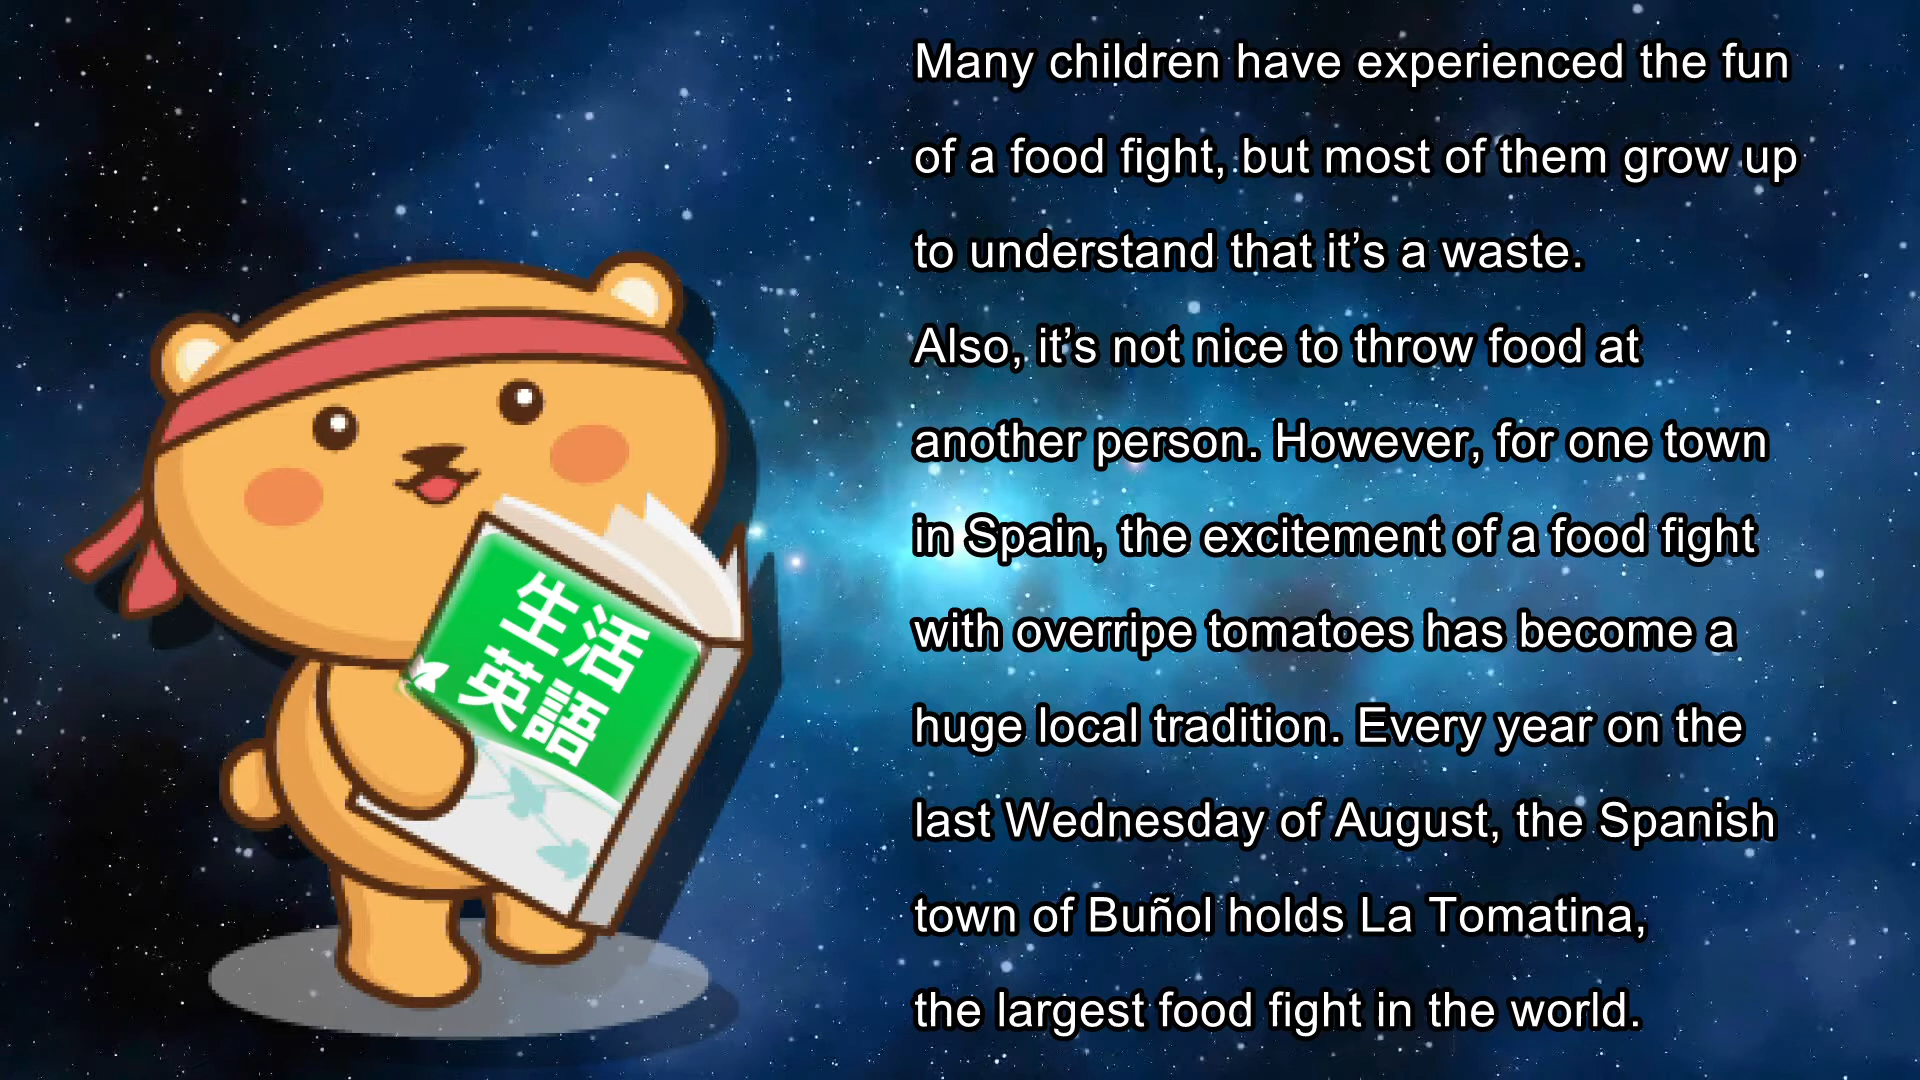 Many children have experienced the fun
of a food fight, but most of them grow up
to understand that it’s a waste.
Also, it’s not nice to throw food at
another person. However, for one town
in Spain, the excitement of a food fight
with overripe tomatoes has become a
huge local tradition. Every year on the
last Wednesday of August, the Spanish
town of Buñol holds La Tomatina,
the largest food fight in the world.
生活
英語